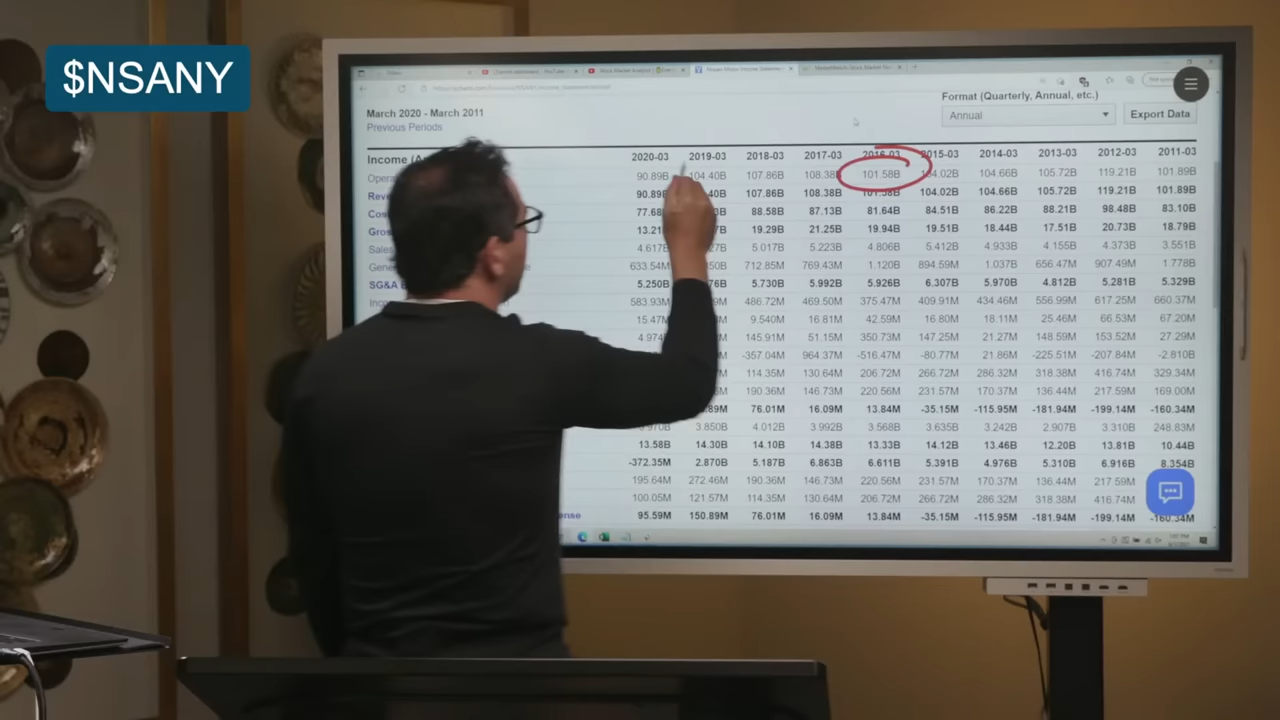 $NSANY
March 2020 - March 2011
Previous Periods
Format (Quarterly, Annual, etc.)
Annual
Export Data
Income 2020-03 2019-03 2018-03 2017-03 2016-03 2015-03 2014-03 2013-03 2012-03 2011-03
90.89B 104.40B 107.86B 108.38B 101.58B 104.02B 104.66B 105.72B 119.21B 101.89B
90.89B 107.86B 108.38B 101.58B 104.02B 104.66B 105.72B 119.21B 101.89B
88.58B 87.13B 81.64B 84.51B 86.22B 88.21B 98.48B 83.10B
19.29B 21.25B 19.94B 19.51B 18.44B 17.51B 20.73B 18.79B
Sales 4.617B 5.017B 5.223B 4.806B 5.412B 4.933B 4.155B 4.373B 3.551B
633.54M 712.85M 769.43M 1.120B 894.59M 1.037B 656.47M 907.49M 1.778B
SG&A 5.250B 5.730B 5.992B 5.926B 6.307B 5.970B 4.812B 5.281B 5.329B
583.93M 486.72M 469.50M 375.47M 409.91M 434.46M 556.99M 617.25M 660.37M
15.47M 9.540M 16.81M 42.59M 16.80M 18.11M 25.46M 66.53M 67.20M
145.91M 51.15M 350.73M 147.25M 21.27M 148.59M 153.52M 27.29M
-357.04M 964.37M -516.47M -80.77M 21.86M -225.51M -207.84M -2.810B
114.35M 130.64M 206.72M 266.72M 286.32M 318.38M 416.74M 329.34M
190.36M 146.73M 220.56M 231.57M 170.37M 136.44M 217.59M 169.00M
76.01M 16.09M 13.84M -35.15M -115.95M -181.94M -199.14M -160.34M
3.850B 4.012B 3.992B 3.568B 3.635B 3.242B 2.907B 3.310B 248.83M
13.58B 14.30B 14.10B 14.38B 13.33B 14.12B 13.46B 12.20B 13.81B 10.44B
-372.35M 2.870B 5.187B 6.863B 6.611B 5.391B 4.976B 5.310B 6.916B 8.354B
195.64M 272.46M 190.36M 146.73M 220.56M 231.57M 170.37M 136.44M 217.59M
100.05M 121.57M 114.35M 130.64M 206.72M 266.72M 286.32M 318.38M 416.74M
95.59M 150.89M 76.01M 16.09M 13.84M -35.15M -115.95M -181.94M -199.14M -160.34M